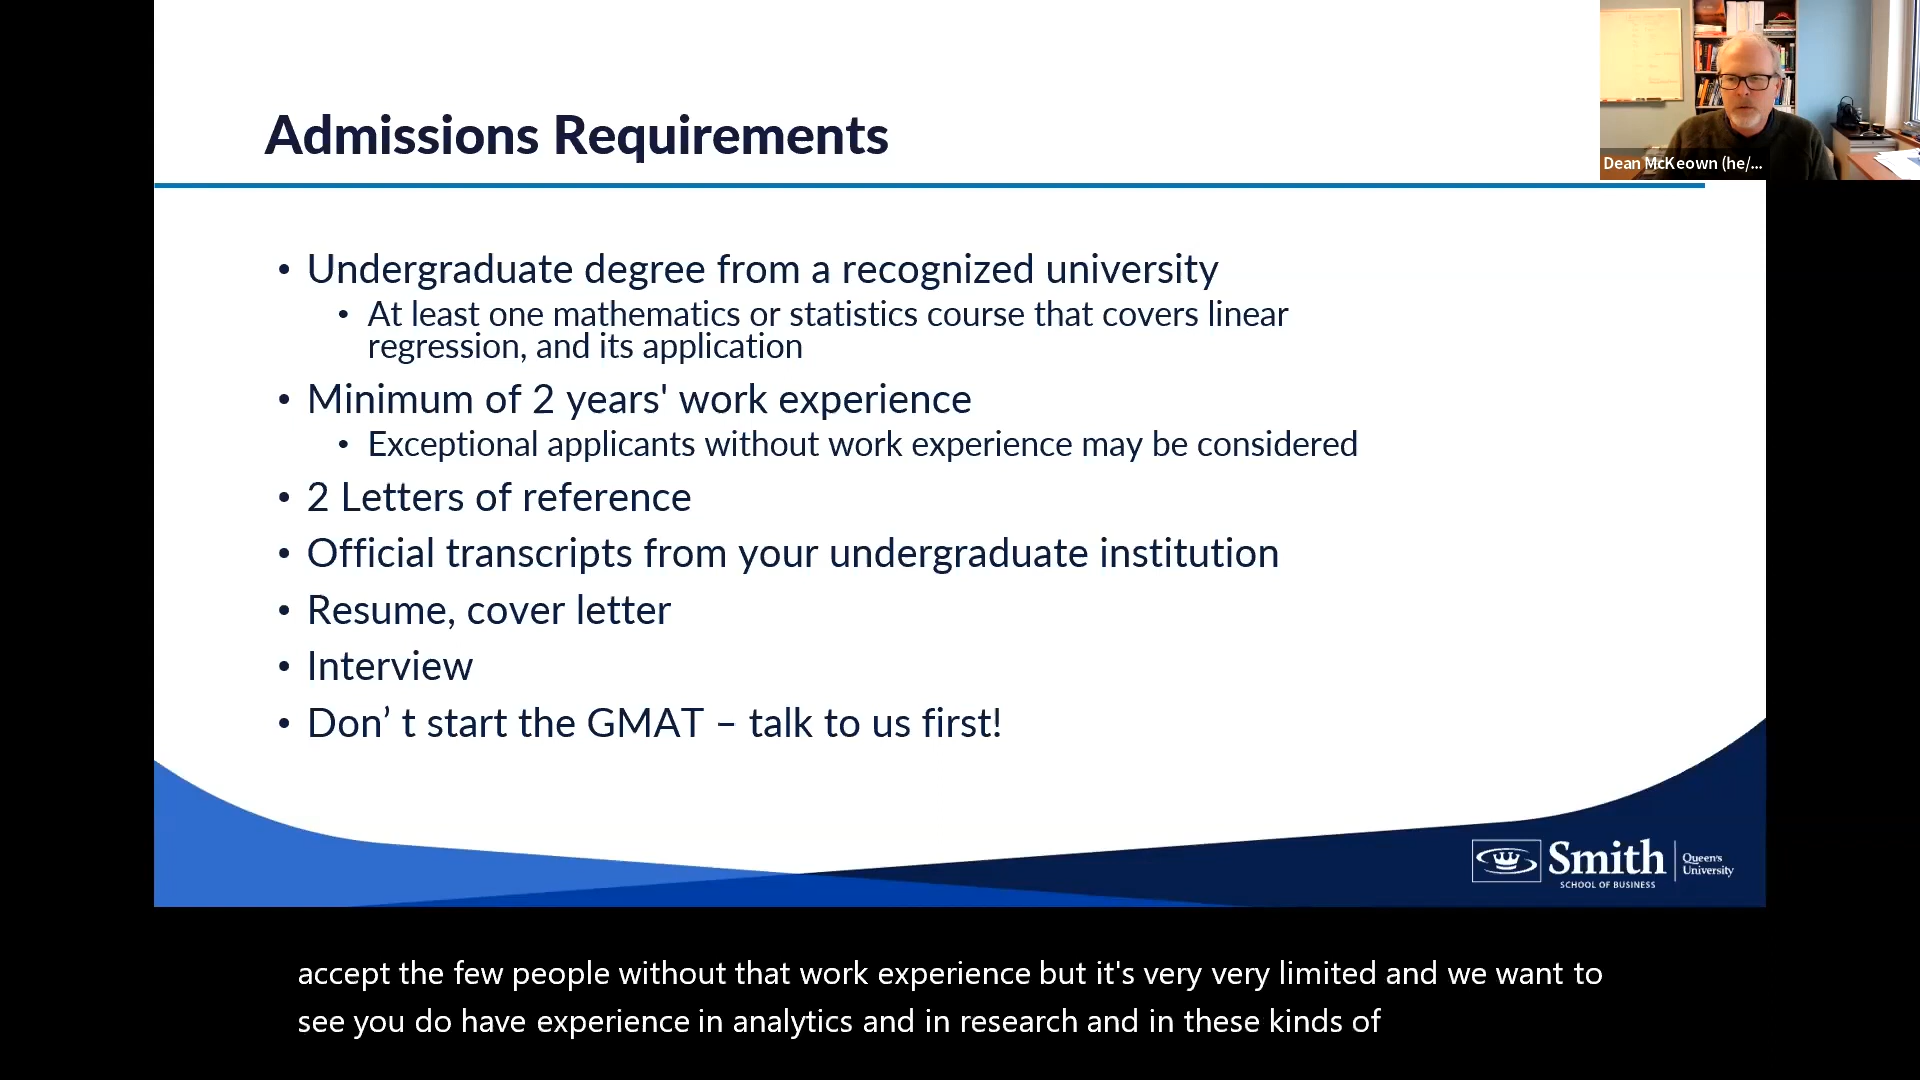 Admissions Requirements
Dean McKeown (he/...
• Undergraduate degree from a recognized university
• At least one mathematics or statistics course that covers linear
regression, and its application
• Minimum of 2 years' work experience
• Exceptional applicants without work experience may be considered
• 2 Letters of reference
• Official transcripts from your undergraduate institution
• Resume, cover letter
• Interview
• Don’ t start the GMAT – talk to us first!
Smith
SCHOOL OF BUSINESS
Queen's
University
accept the few people without that work experience but it's very very limited and we want to
see you do have experience in analytics and in research and in these kinds of